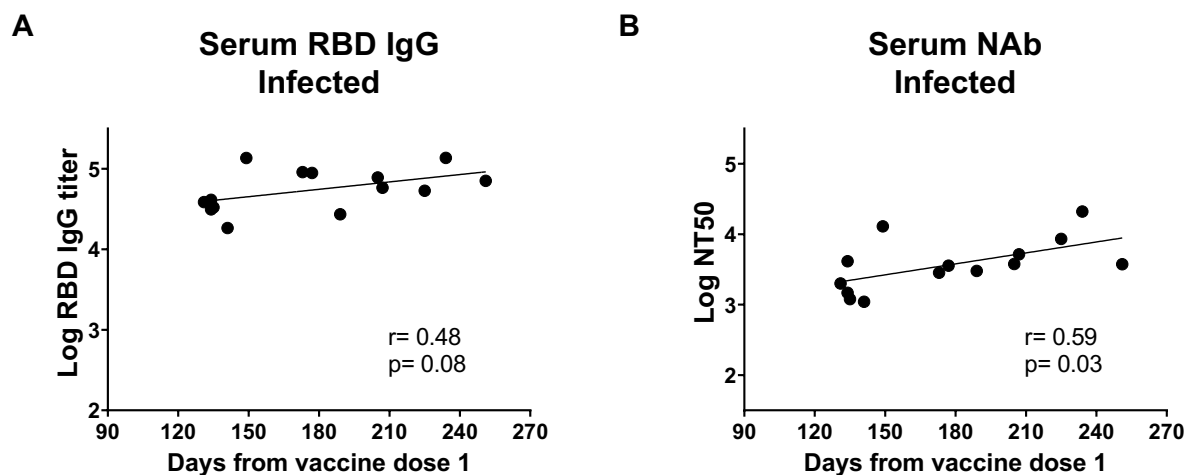 A
Serum RBD IgG
Infected
Log RBD IgG titer
5
4
3
2
90 120 150 180 210 240 270
Days from vaccine dose 1
r= 0.48
p= 0.08
B
Serum NAb
Infected
Log NT50
5
4
3
2
90 120 150 180 210 240 270
Days from vaccine dose 1
r= 0.59
p= 0.03